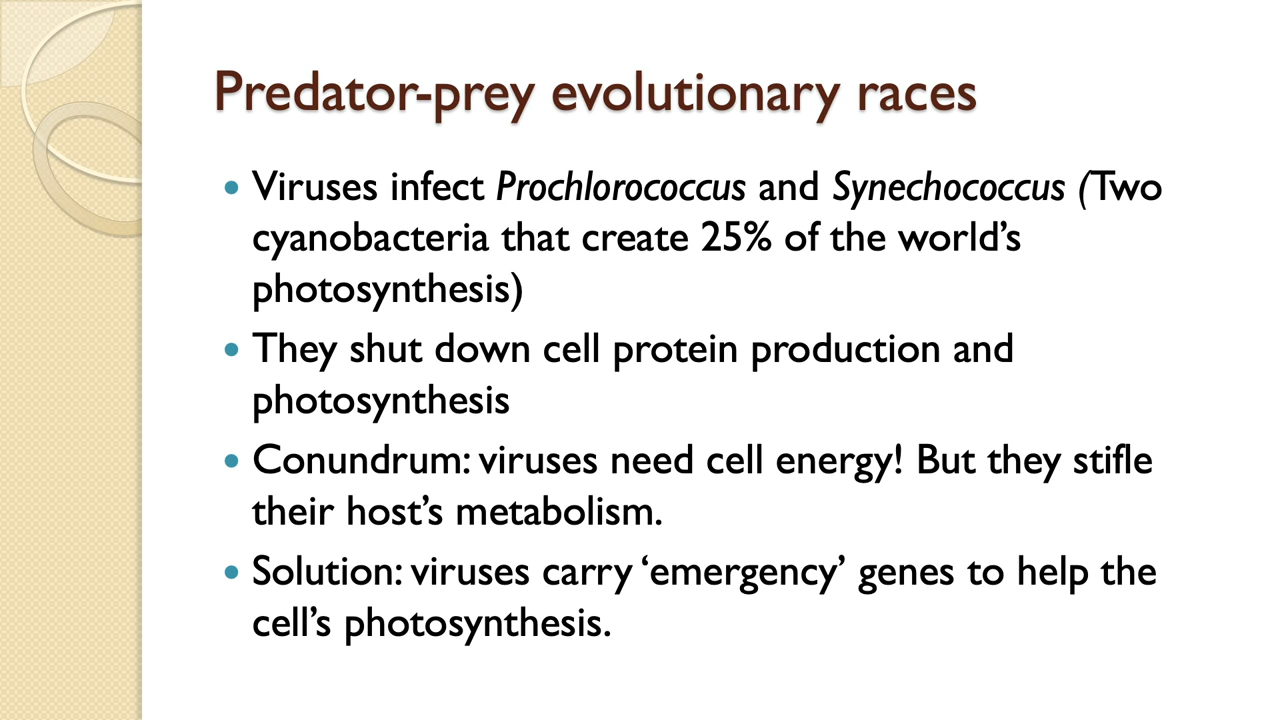 Predator-prey evolutionary races
• Viruses infect Prochlorococcus and Synechococcus (Two
cyanobacteria that create 25% of the world’s
photosynthesis)
• They shut down cell protein production and
photosynthesis
• Conundrum: viruses need cell energy! But they stifle
their host’s metabolism.
• Solution: viruses carry ‘emergency’ genes to help the
cell’s photosynthesis.